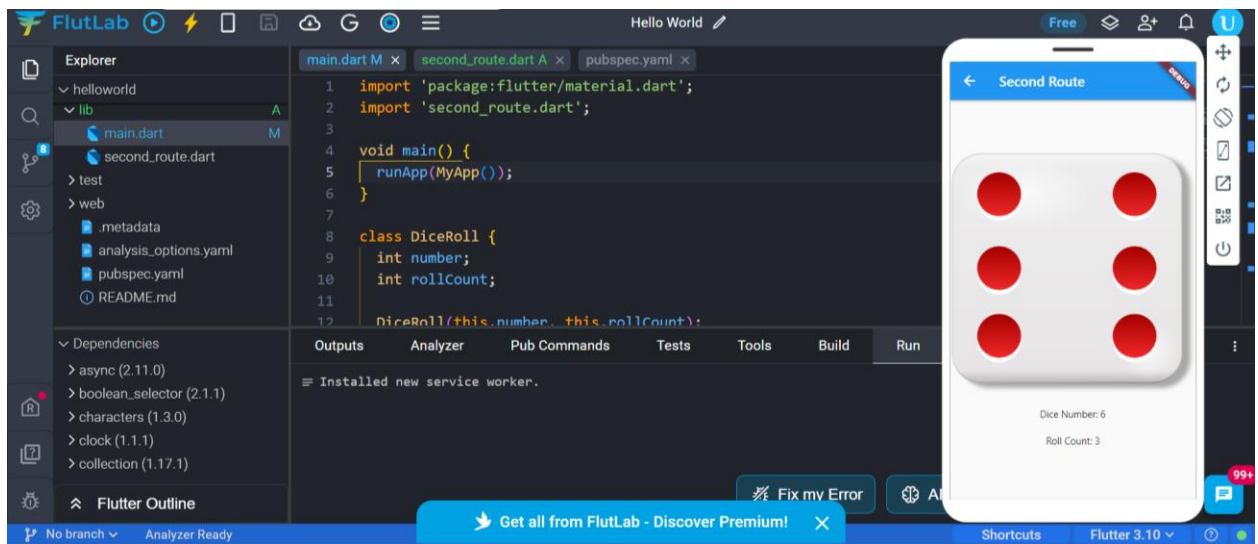 FlutLab
Hello World
Free
U
Explorer
helloworld
lib A
main.dart M
second_route.dart
test
web
.metadata
analysis_options.yaml
pubspec.yaml
README.md
8
Dependencies
async (2.11.0)
boolean_selector (2.1.1)
characters (1.3.0)
clock (1.1.1)
collection (1.17.1)
Flutter Outline
main.dart M × second_route.dart A × pubspec.yaml ×
1 import 'package:flutter/material.dart';
2 import 'second_route.dart';
3
4 void main() {
5 runApp(MyApp());
6 }
7
8 class DiceRoll {
9 int number;
10 int rollCount;
11
12 DiceRoll(this.number, this.rollCount);
Outputs Analyzer Pub Commands Tests Tools Build Run
Installed new service worker.
Fix my Error
AI
Second Route
DEBUG
Dice Number: 6
Roll Count: 3
99+
Get all from FlutLab - Discover Premium! ×
No branch Analyzer Ready
Shortcuts Flutter 3.10